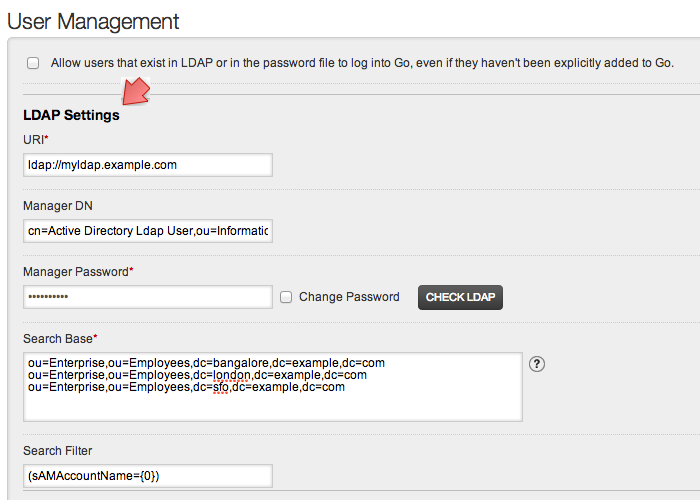 User Management
Allow users that exist in LDAP or in the password file to log into Go, even if they haven't been explicitly added to Go.
LDAP Settings
URI*
ldap://myldap.example.com
Manager DN
cn=Active Directory Ldap User,ou=Informatic
Manager Password*
•••••••••• Change Password CHECK LDAP
Search Base*
ou=Enterprise,ou=Employees,dc=bangalore,dc=example,dc=com ?
ou=Enterprise,ou=Employees,dc=london,dc=example,dc=com
ou=Enterprise,ou=Employees,dc=sfo,dc=example,dc=com
Search Filter
(sAMAccountName={0})